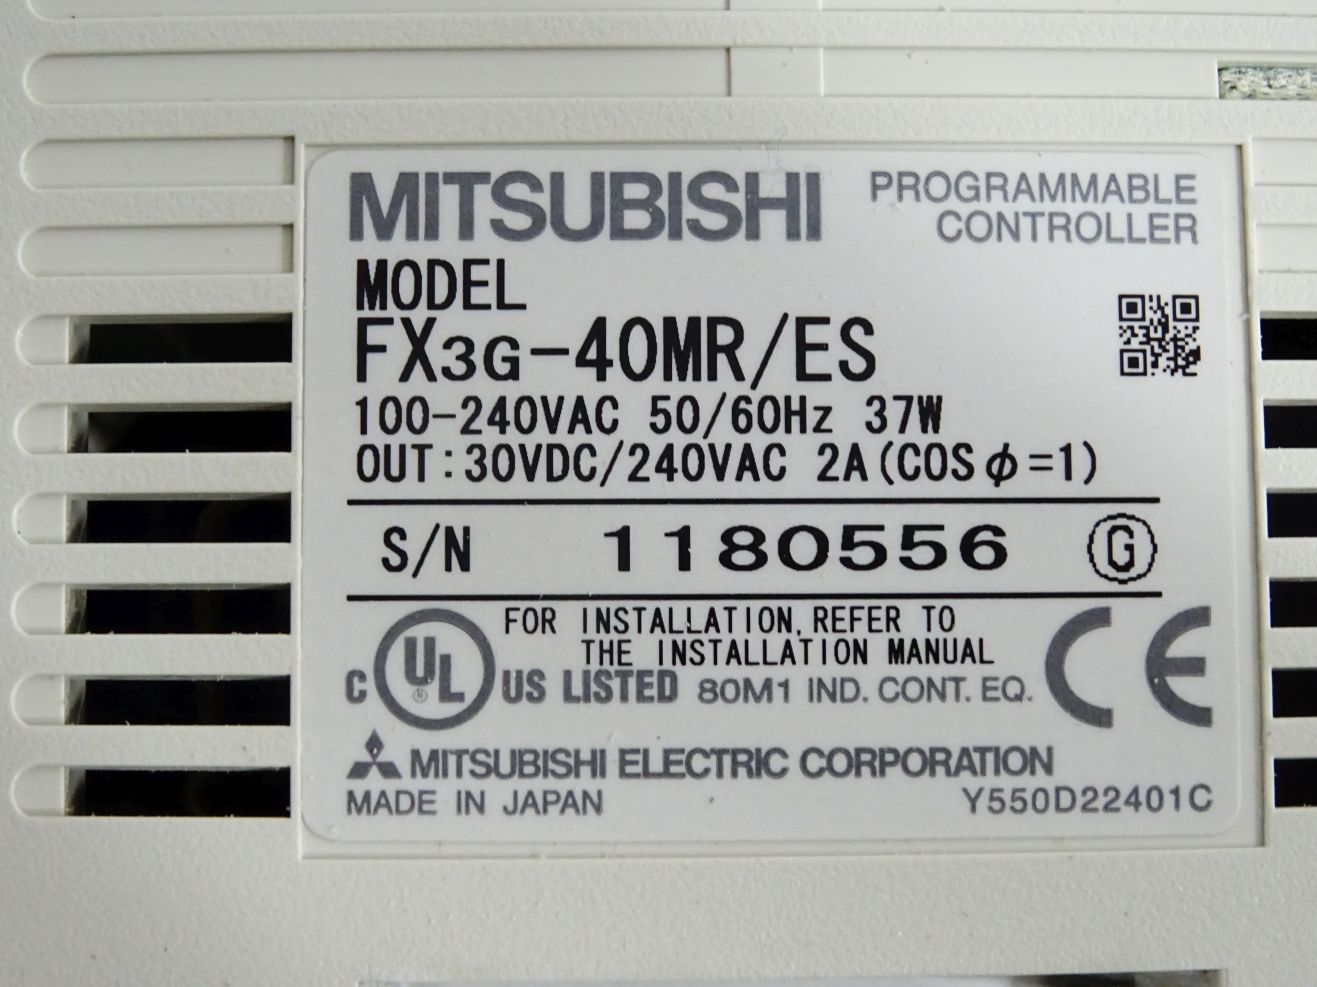 MITSUBISHI
PROGRAMMABLE
CONTROLLER
MODEL
FX3G-40MR/ES
100-240VAC 50/60Hz 37W
OUT:30VDC/240VAC 2A(COSφ=1)
S/N 1180556 G
FOR INSTALLATION, REFER TO
THE INSTALLATION MANUAL
C UL US LISTED 80M1 IND. CONT. EQ. CE
MITSUBISHI ELECTRIC CORPORATION
MADE IN JAPAN Y550D22401C